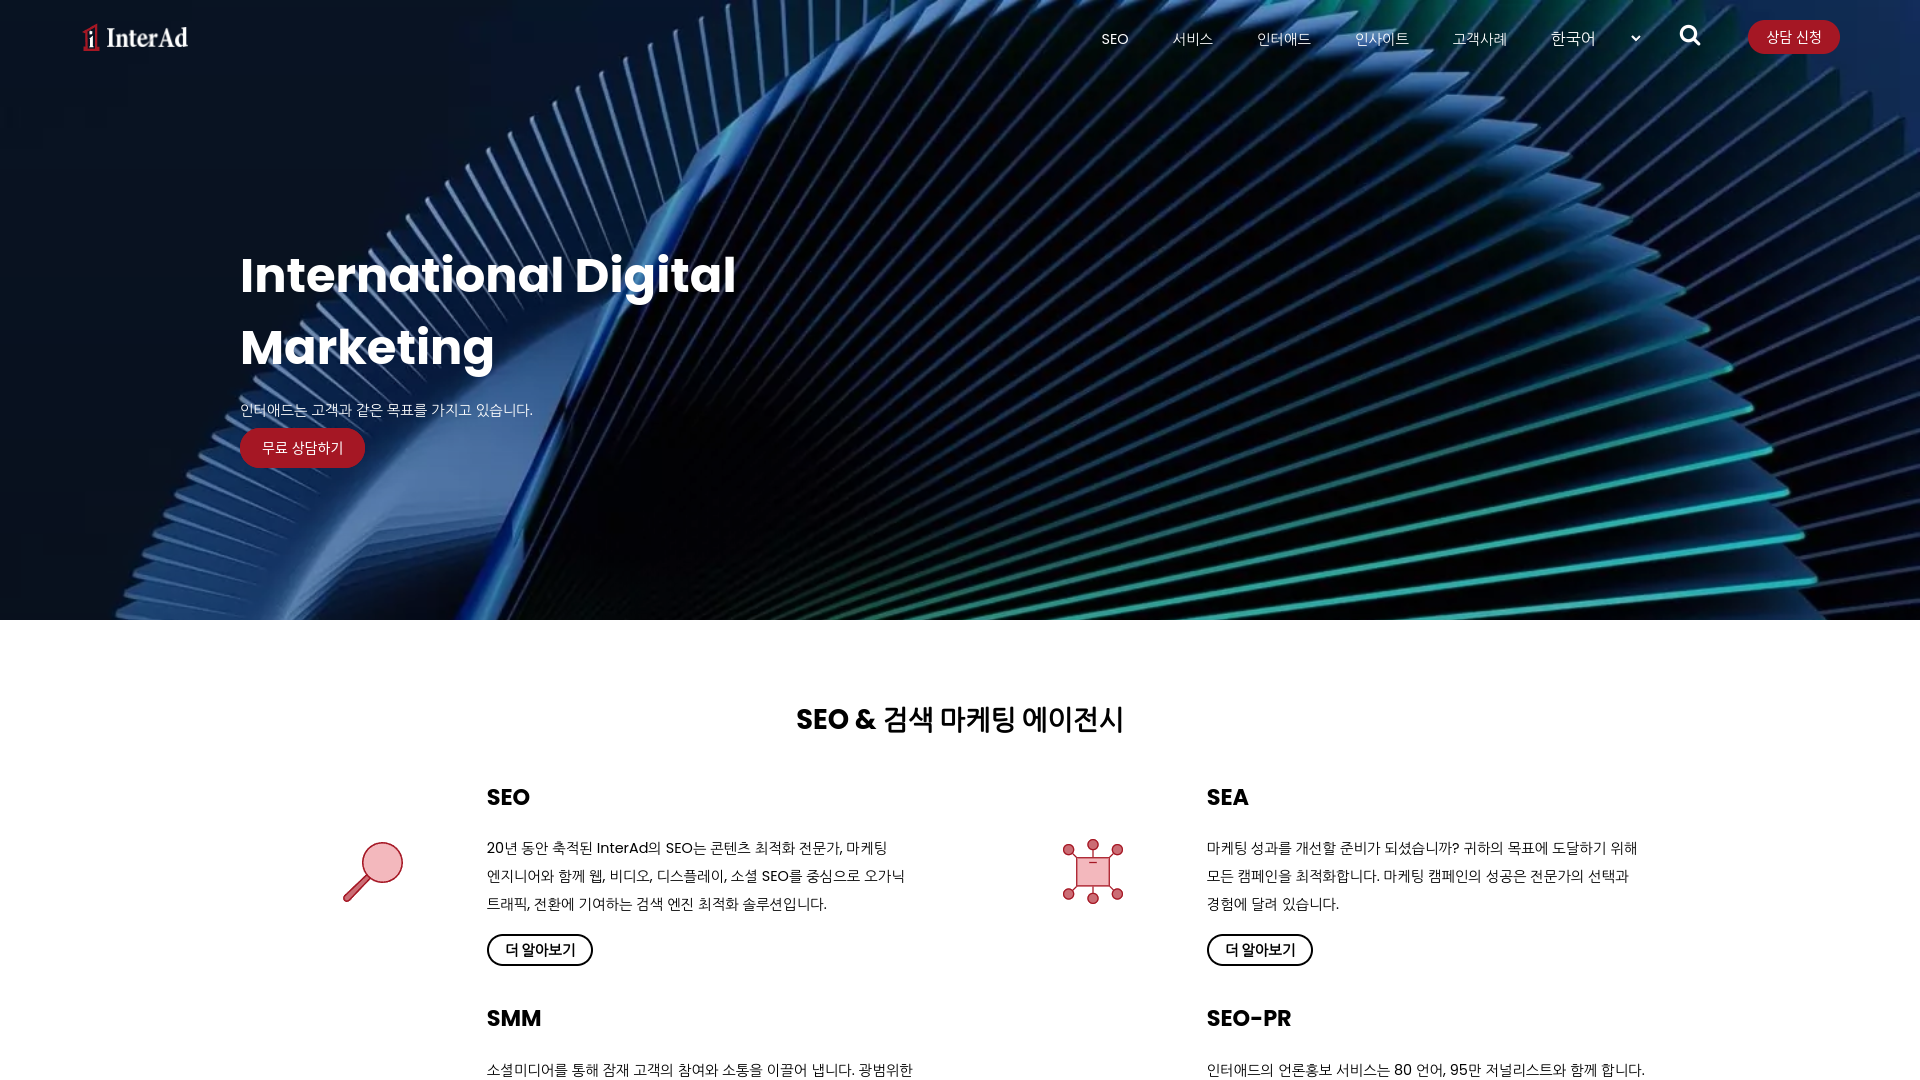 InterAd
SEO
서비스
인터애드
인사이트
고객사례
한국어
상담 신청
International Digital
Marketing
인터애드는 고객과 같은 목표를 가지고 있습니다.
무료 상담하기
SEO & 검색 마케팅 에이전시
SEO
20년 동안 축적된 InterAd의 SEO는 콘텐츠 최적화 전문가, 마케팅
엔지니어와 함께 웹, 비디오, 디스플레이, 소셜 SEO를 중심으로 오가닉
트래픽, 전환에 기여하는 검색 엔진 최적화 솔루션입니다.
더 알아보기
SEA
마케팅 성과를 개선할 준비가 되셨습니까? 귀하의 목표에 도달하기 위해
모든 캠페인을 최적화합니다. 마케팅 캠페인의 성공은 전문가의 선택과
경험에 달려 있습니다.
더 알아보기
SMM
소셜미디어를 통해 잠재 고객의 참여와 소통을 이끌어 냅니다. 광범위한
SEO-PR
인터애드의 언론홍보 서비스는 80 언어, 95만 저널리스트와 함께 합니다.